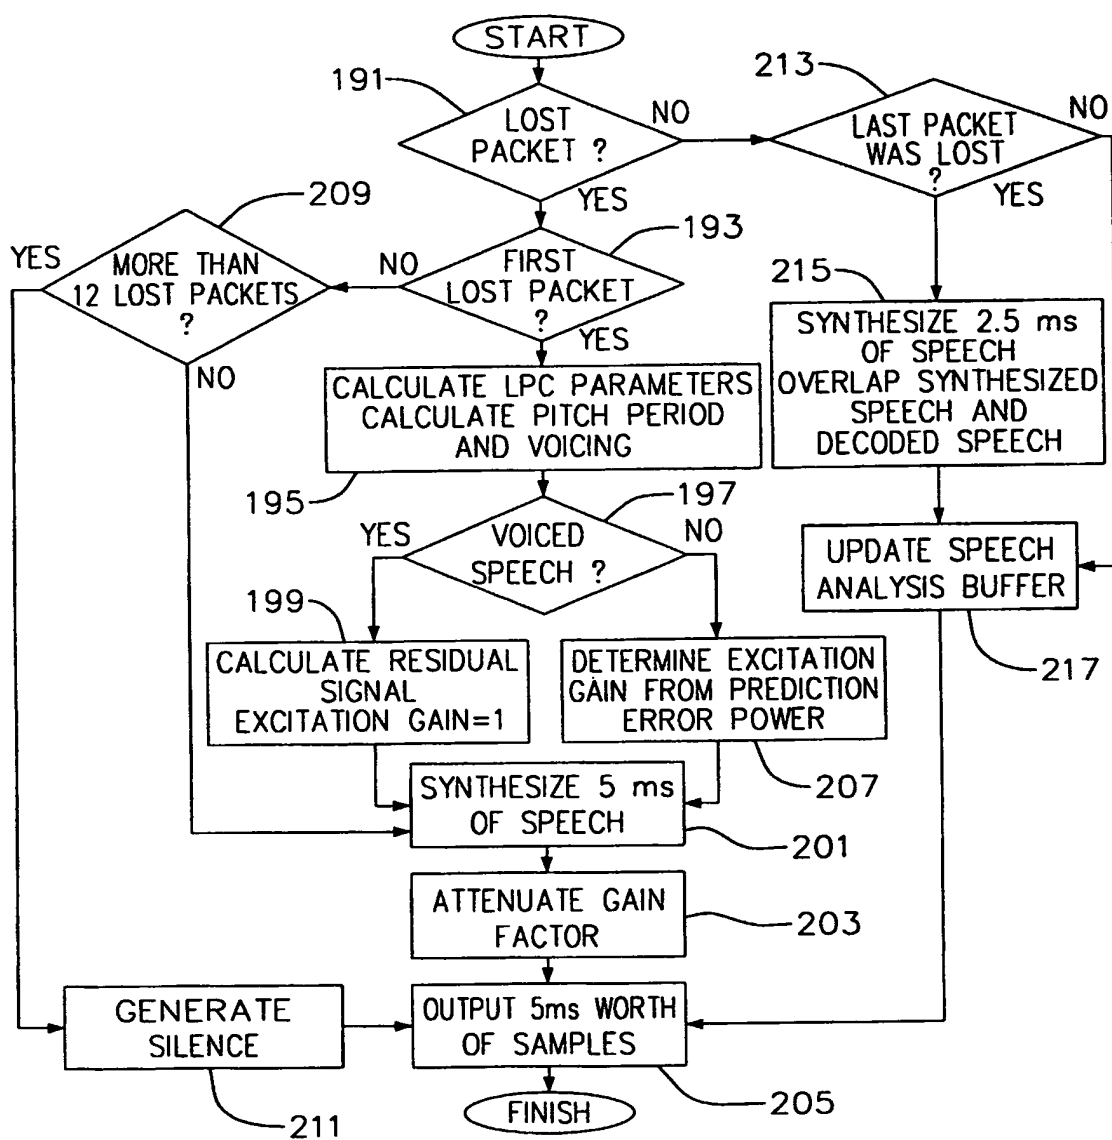 START
191
LOST
PACKET ?
NO
YES
213
LAST PACKET
WAS LOST
?
NO
YES
209
YES
MORE THAN
12 LOST PACKETS
?
NO
193
NO
FIRST
LOST PACKET
?
YES
215
SYNTHESIZE 2.5 ms
OF SPEECH
OVERLAP SYNTHESIZED
SPEECH AND
DECODED SPEECH
CALCULATE LPC PARAMETERS
CALCULATE PITCH PERIOD
AND VOICING
195
197
YES
VOICED
SPEECH ?
NO
UPDATE SPEECH
ANALYSIS BUFFER
217
199
CALCULATE RESIDUAL
SIGNAL
EXCITATION GAIN=1
DETERMINE EXCITATION
GAIN FROM PREDICTION
ERROR POWER
207
SYNTHESIZE 5 ms
OF SPEECH
201
ATTENUATE GAIN
FACTOR
203
GENERATE
SILENCE
211
OUTPUT 5ms WORTH
OF SAMPLES
205
FINISH